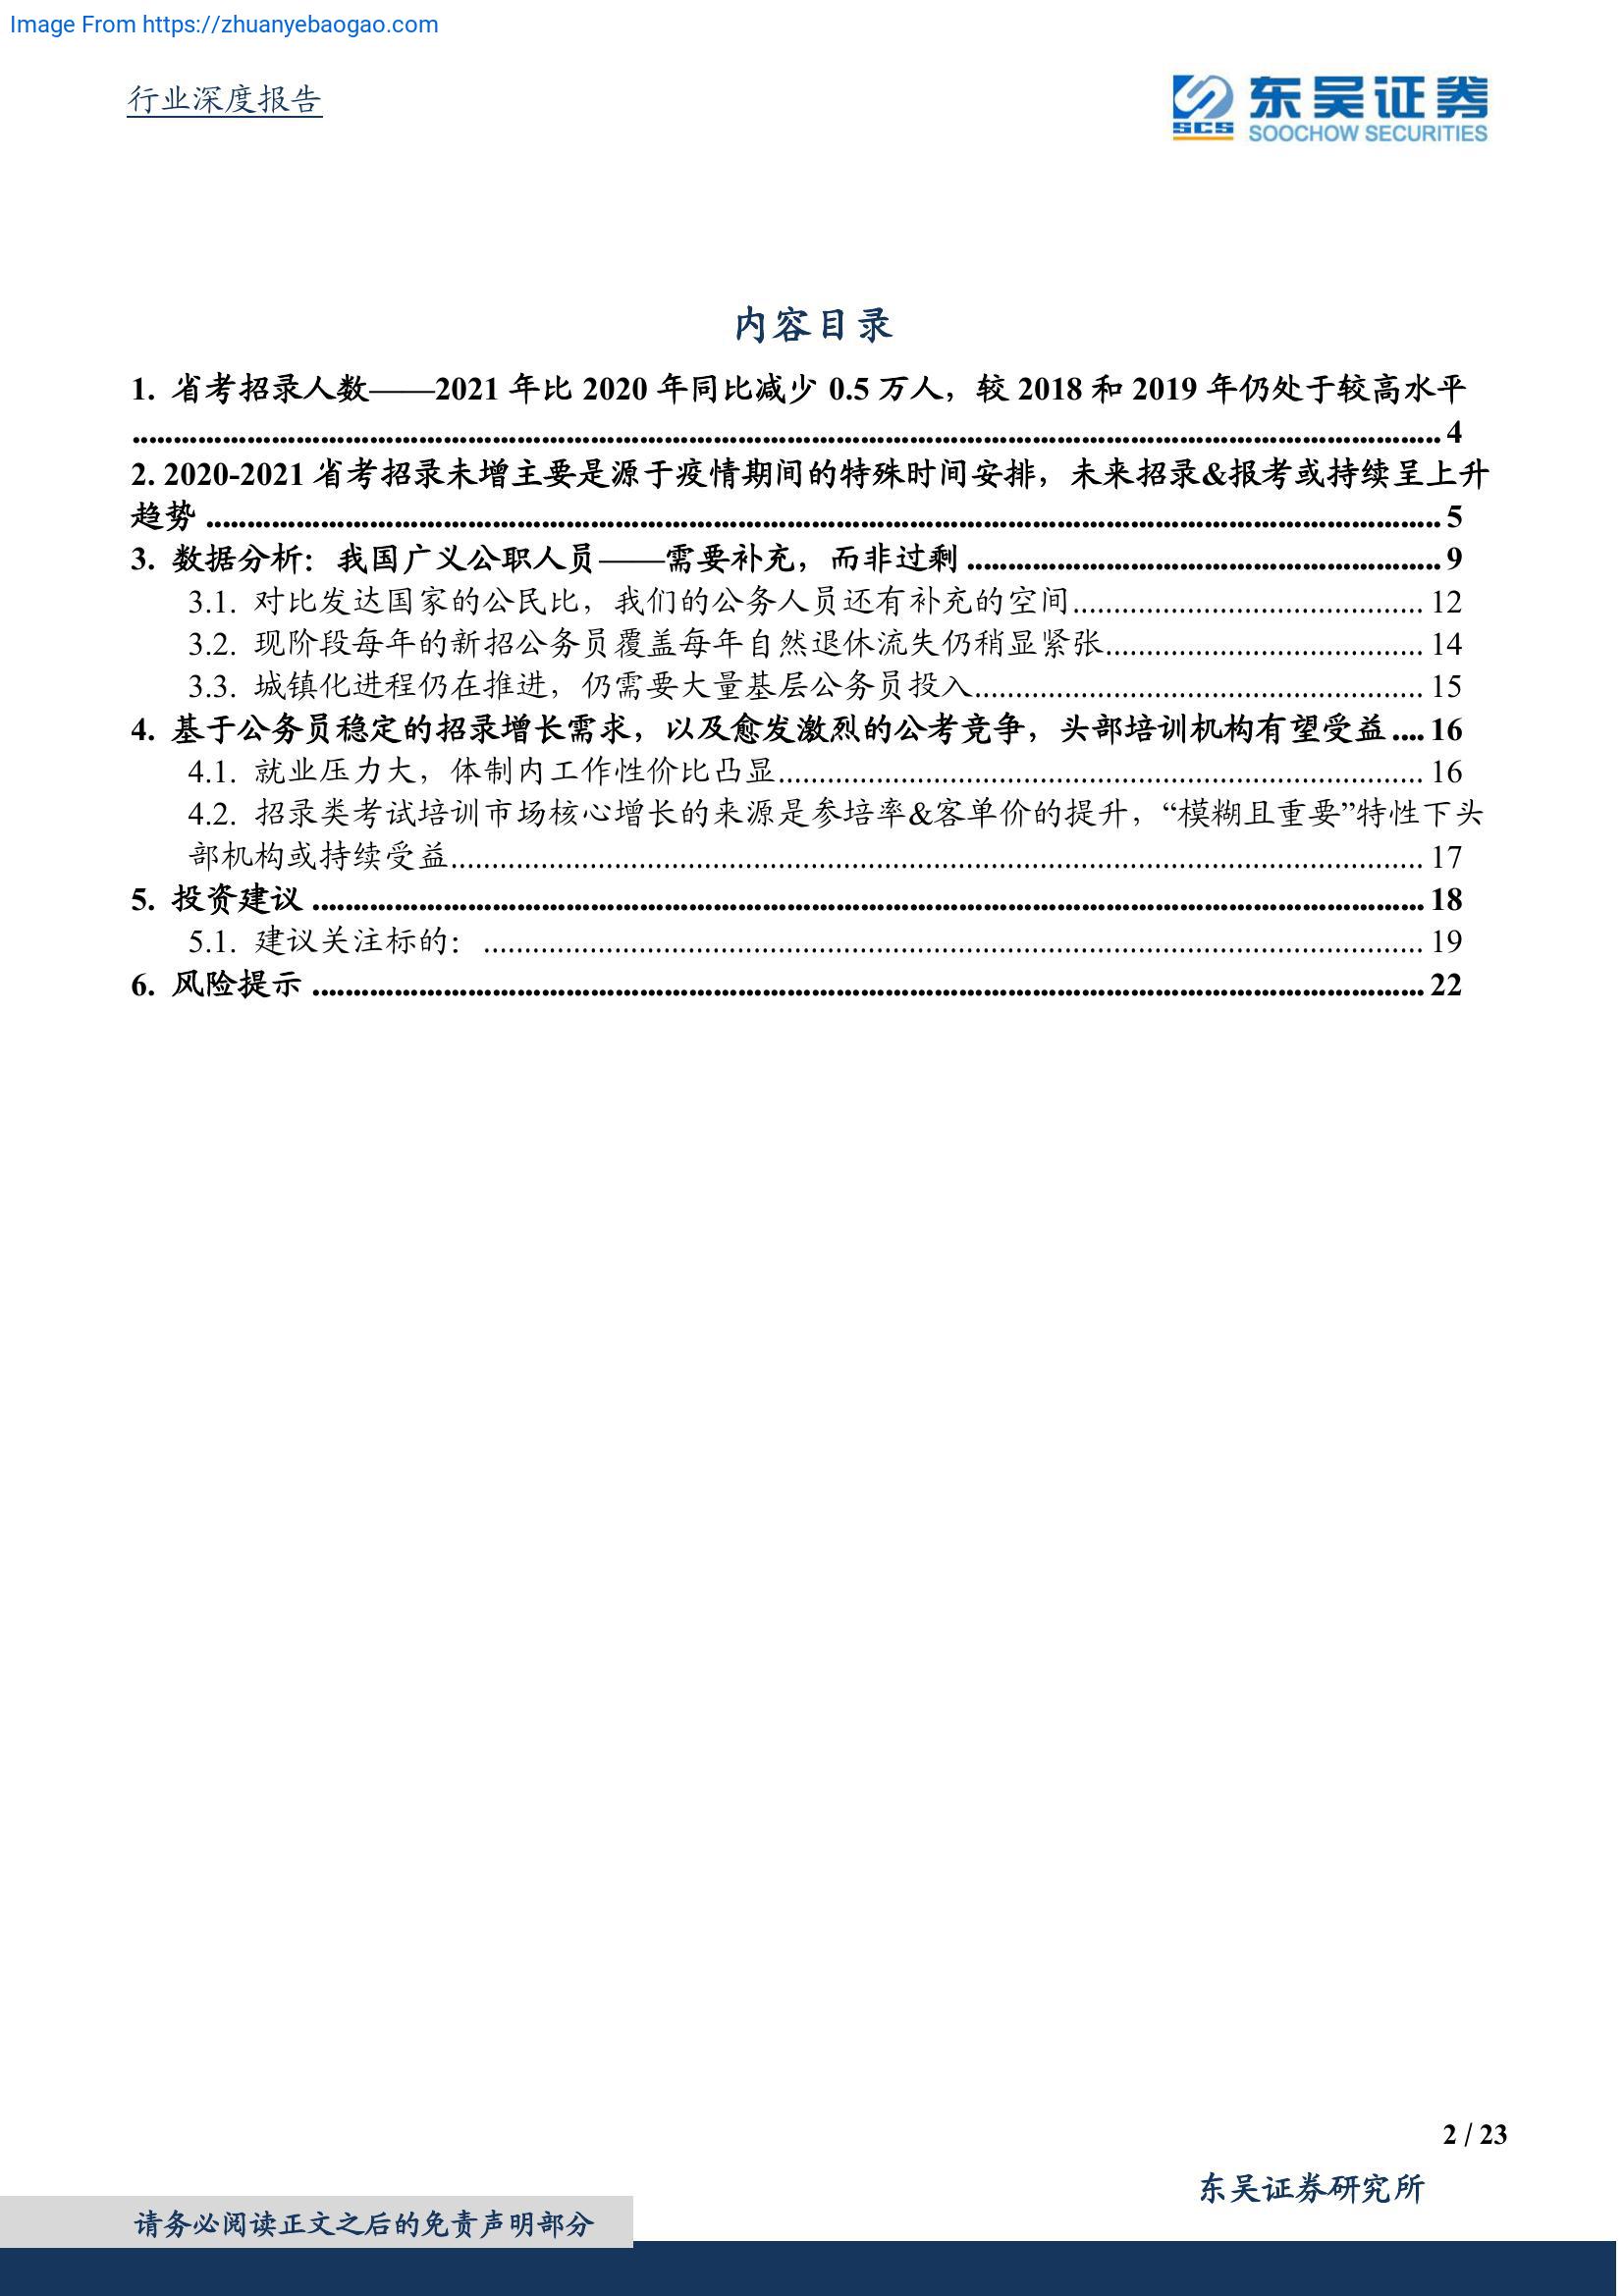 Image From https://zhuanyebaogao.com
行业深度报告
东吴证券
SCS
SOOCHOW SECURITIES
内容目录
1. 省考招录人数——2021 年比 2020 年同比减少 0.5 万人，较 2018 和 2019 年仍处于较高水平
........................................................................ 4
2. 2020-2021 省考招录未增主要是源于疫情期间的特殊时间安排，未来招录&报考或持续呈上升
趋势 ........................................................................ 5
3. 数据分析：我国广义公职人员——需要补充，而非过剩 ........................................ 9
3.1. 对比发达国家的公民比，我们的公务人员还有补充的空间........................................ 12
3.2. 现阶段每年的新招公务员覆盖每年自然退休流失仍稍显紧张........................................ 14
3.3. 城镇化进程仍在推进，仍需要大量基层公务员投入........................................ 15
4. 基于公务员稳定的招录增长需求，以及愈发激烈的公考竞争，头部培训机构有望受益 .... 16
4.1. 就业压力大，体制内工作性价比凸显........................................ 16
4.2. 招录类考试培训市场核心增长的来源是参培率&客单价的提升，“模糊且重要”特性下头
部机构或持续受益........................................ 17
5. 投资建议 ........................................ 18
5.1. 建议关注标的： ........................................ 19
6. 风险提示 ........................................ 22
2 / 23
东吴证券研究所
请务必阅读正文之后的免责声明部分